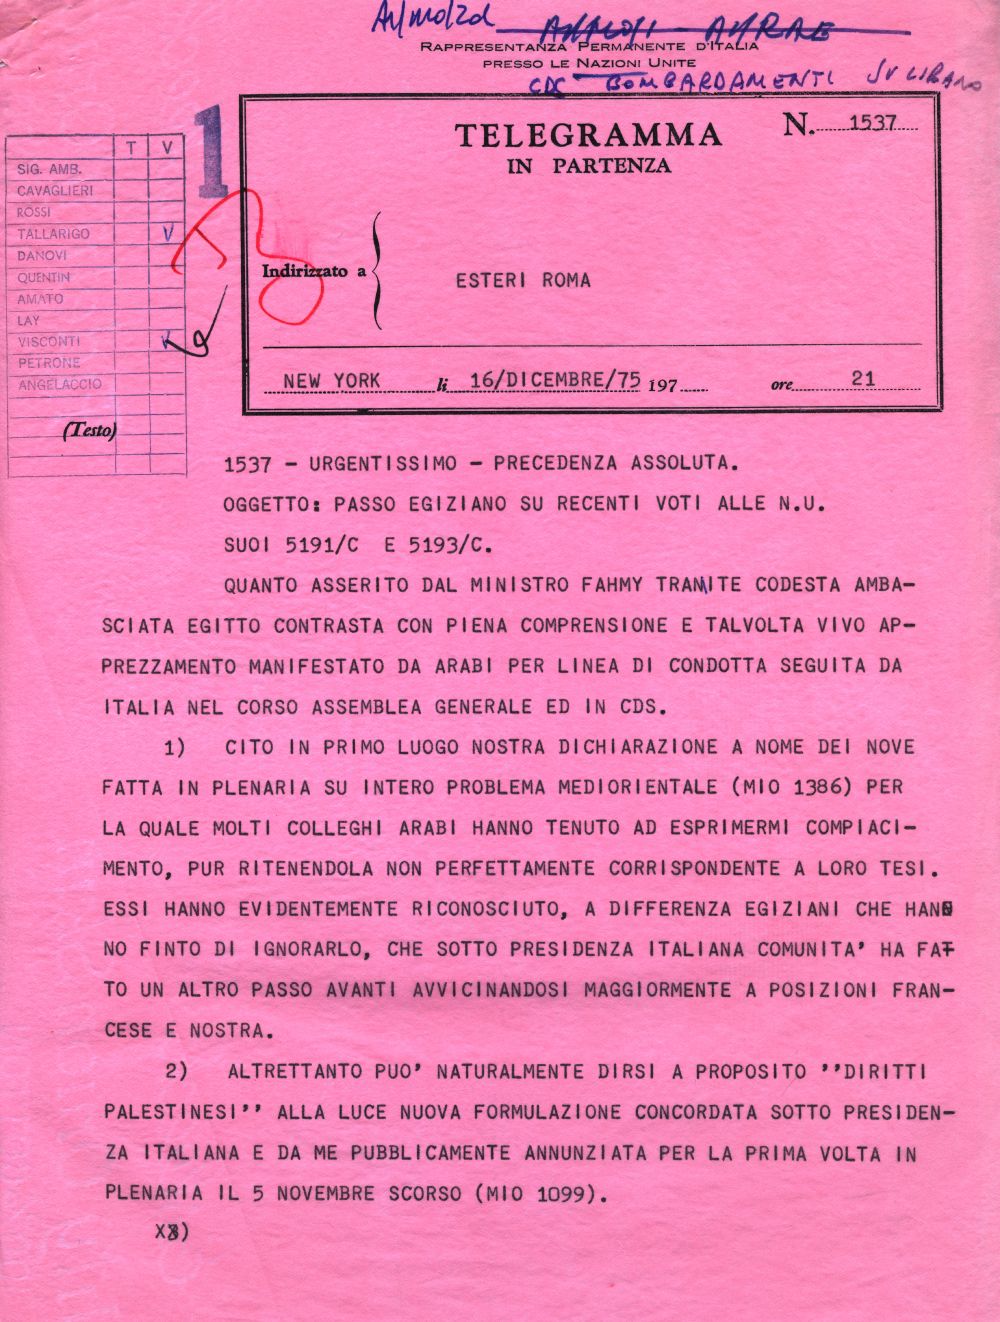 RAPPRESENTANZA PERMANENTE D'ITALIA
PRESSO LE NAZIONI UNITE
CDC BOMBARDAMENTI SU LIBANO
1
TELEGRAMMA
IN PARTENZA
N. 1537
Indirizzato a
ESTERI ROMA
NEW YORK li 16/DICEMBRE/75 197 ore 21
T V
SIG. AMB.
CAVAGLIERI
ROSSI
TALLARIGO V
DANOVI
QUENTIN
AMATO
LAY
VISCONTI V
PETRONE
ANGELACCIO
(Testo)
1537 - URGENTISSIMO - PRECEDENZA ASSOLUTA.
OGGETTO: PASSO EGIZIANO SU RECENTI VOTI ALLE N.U.
SUOI 5191/C E 5193/C.
QUANTO ASSERITO DAL MINISTRO FAHMY TRAMITE CODESTA AMBA-
SCIATA EGITTO CONTRASTA CON PIENA COMPRENSIONE E TALVOLTA VIVO AP-
PREZZAMENTO MANIFESTATO DA ARABI PER LINEA DI CONDOTTA SEGUITA DA
ITALIA NEL CORSO ASSEMBLEA GENERALE ED IN CDS.
1) CITO IN PRIMO LUOGO NOSTRA DICHIARAZIONE A NOME DEI NOVE
FATTA IN PLENARIA SU INTERO PROBLEMA MEDIORIENTALE (MIO 1386) PER
LA QUALE MOLTI COLLEGHI ARABI HANNO TENUTO AD ESPRIMERMI COMPIACI-
MENTO, PUR RITENENDOLA NON PERFETTAMENTE CORRISPONDENTE A LORO TESI.
ESSI HANNO EVIDENTEMENTE RICONOSCIUTO, A DIFFERENZA EGIZIANI CHE HAN
NO FINTO DI IGNORARLO, CHE SOTTO PRESIDENZA ITALIANA COMUNITA' HA FAT
TO UN ALTRO PASSO AVANTI AVVICINANDOSI MAGGIORMENTE A POSIZIONI FRAN-
CESE E NOSTRA.
2) ALTRETTANTO PUO' NATURALMENTE DIRSI A PROPOSITO ''DIRITTI
PALESTINESI'' ALLA LUCE NUOVA FORMULAZIONE CONCORDATA SOTTO PRESIDEN-
ZA ITALIANA E DA ME PUBBLICAMENTE ANNUNZIATA PER LA PRIMA VOLTA IN
PLENARIA IL 5 NOVEMBRE SCORSO (MIO 1099).
X3)